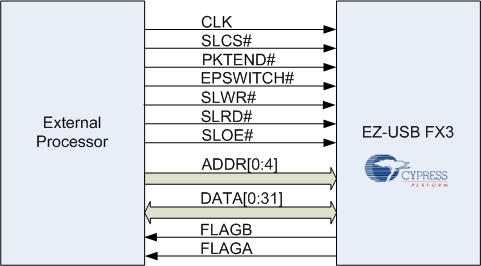 CLK
SLCS#
PKTEND#
EPSWITCH#
SLWR#
SLRD#
SLOE#
ADDR[0:4]
DATA[0:31]
FLAGB
FLAGA
External
Processor
EZ-USB FX3
CYPRESS
PERFORM